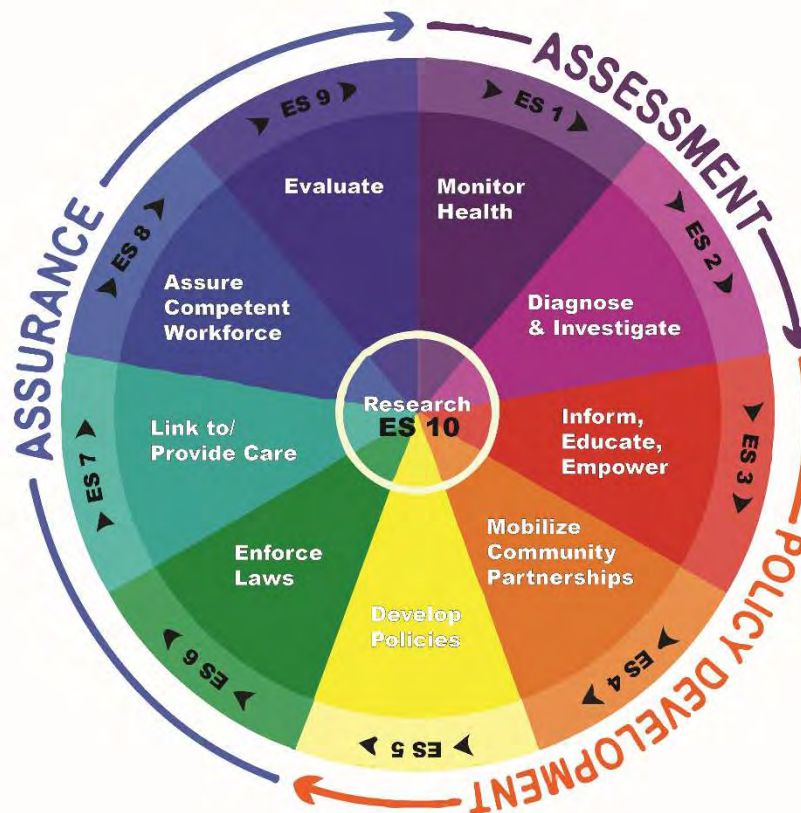 ASSESSMENT
POLICY DEVELOPMENT
ASSURANCE
ES 1
Monitor
Health
ES 2
Diagnose
& Investigate
ES 3
Inform,
Educate,
Empower
ES 4
Mobilize
Community
Partnerships
ES 5
Develop
Policies
ES 6
Enforce
Laws
ES 7
Link to/
Provide Care
ES 8
Assure
Competent
Workforce
ES 9
Evaluate
Research
ES 10